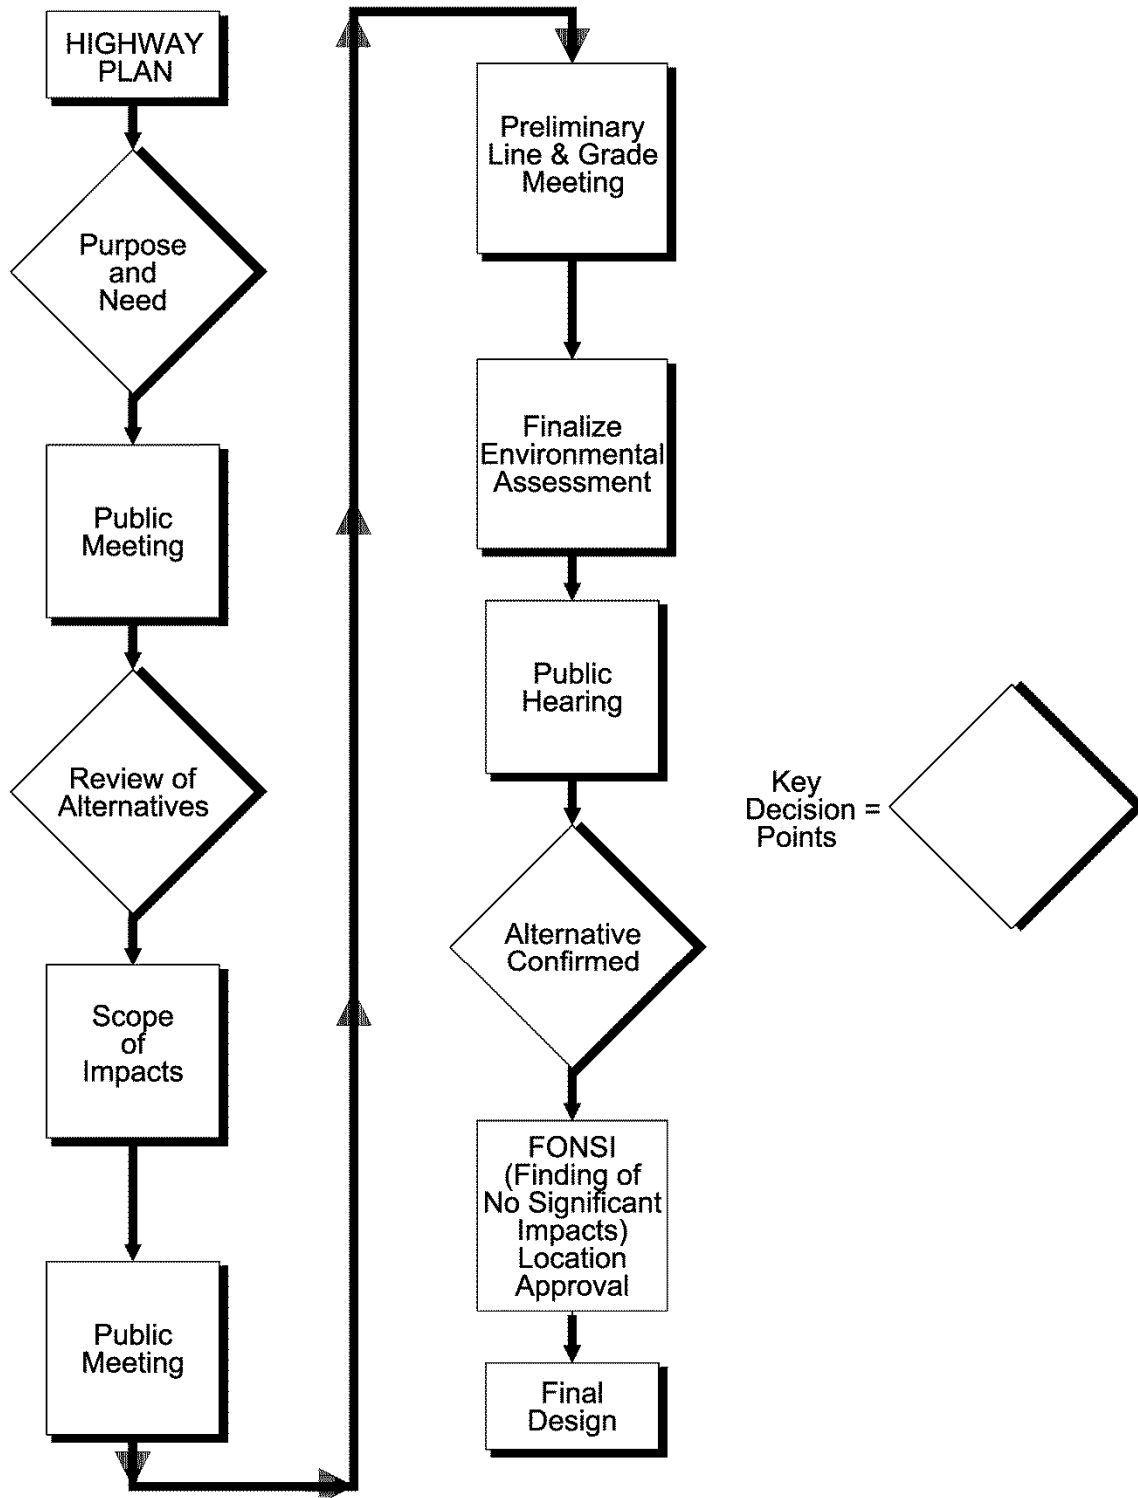 HIGHWAY
PLAN
Purpose
and
Need
Public
Meeting
Review of
Alternatives
Scope
of
Impacts
Public
Meeting
Preliminary
Line & Grade
Meeting
Finalize
Environmental
Assessment
Public
Hearing
Alternative
Confirmed
FONSI
(Finding of
No Significant
Impacts)
Location
Approval
Final
Design
Key
Decision =
Points